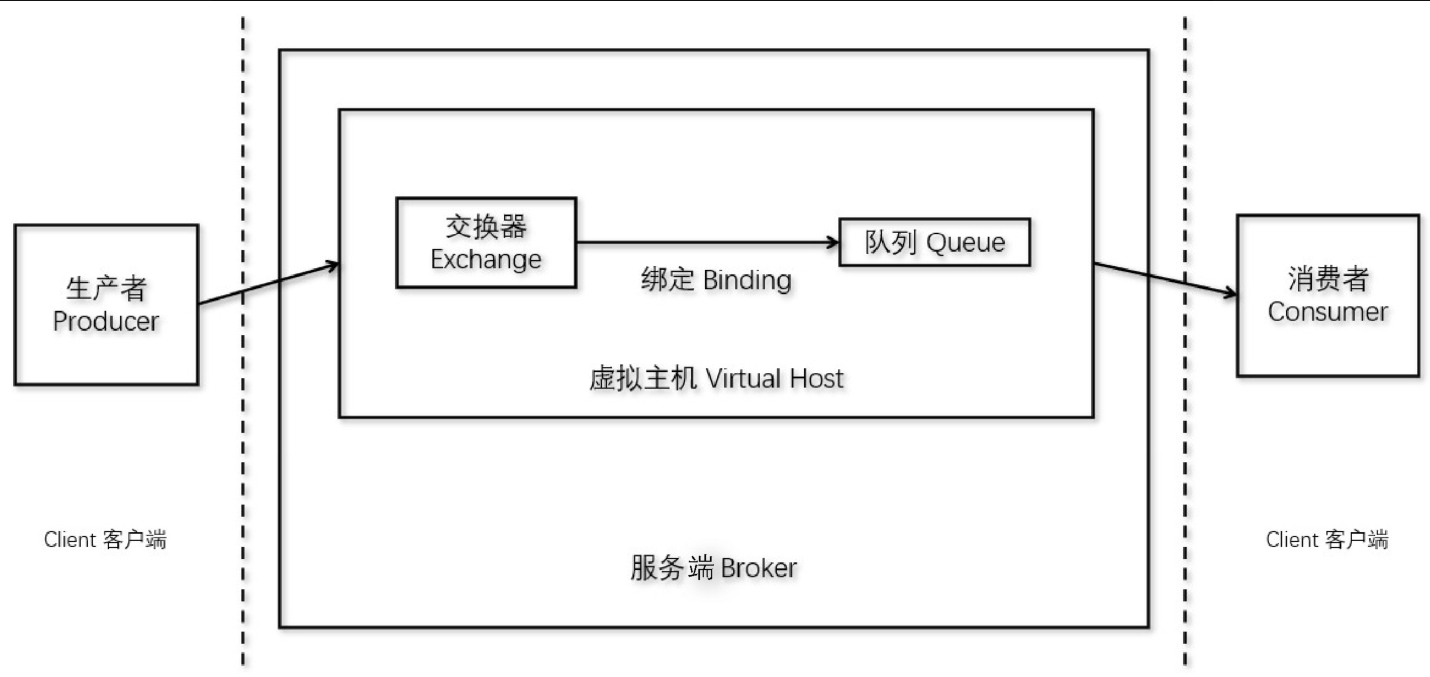 生产者
Producer
交换器
Exchange
绑定 Binding
队列 Queue
虚拟主机 Virtual Host
服务端 Broker
消费者
Consumer
Client 客户端
Client 客户端